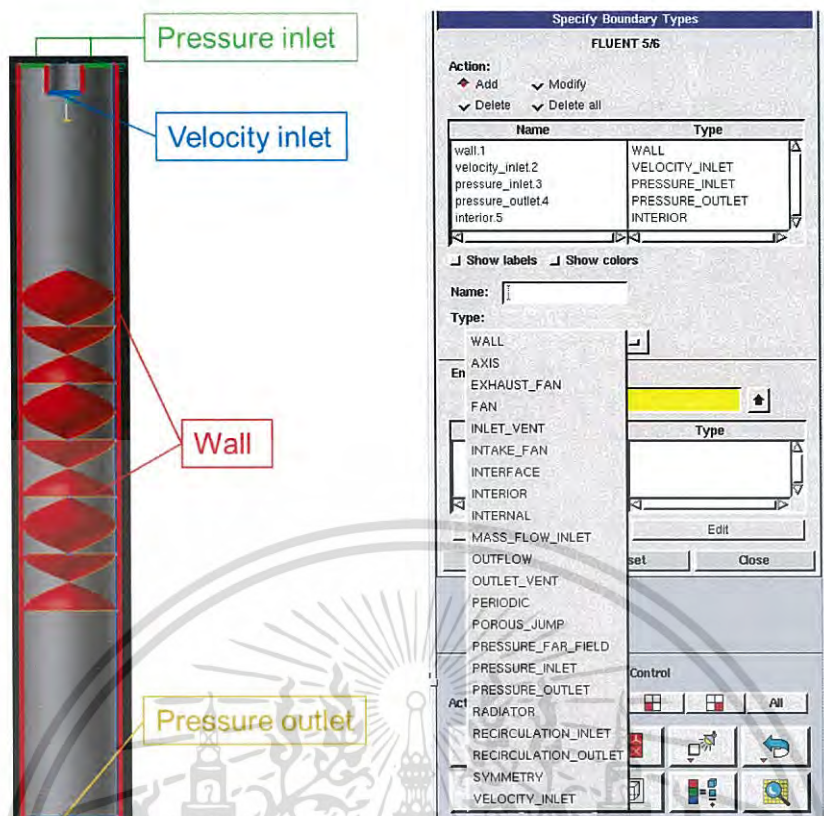 Pressure inlet
Velocity inlet
Wall
Pressure outlet
Specify Boundary Types
FLUENT 5/6
Action:
Add Modify
Delete Delete all
Name Type
wall.1 WALL
velocity_inlet.2 VELOCITY_INLET
pressure_inlet.3 PRESSURE_INLET
pressure_outlet.4 PRESSURE_OUTLET
interior.5 INTERIOR
Show labels Show colors
Name:
Type:
WALL
AXIS
En
EXHAUST_FAN
FAN
INLET_VENT
Type
INTAKE_FAN
INTERFACE
INTERIOR
INTERNAL
MASS_FLOW_INLET Edit
OUTFLOW set Close
OUTLET_VENT
PERIODIC
POROUS_JUMP
PRESSURE_FAR_FIELD
PRESSURE_INLET Control
PRESSURE_OUTLET
Act All
RADIATOR
RECIRCULATION_INLET
RECIRCULATION_OUTLET
SYMMETRY
VELOCITY_INLET